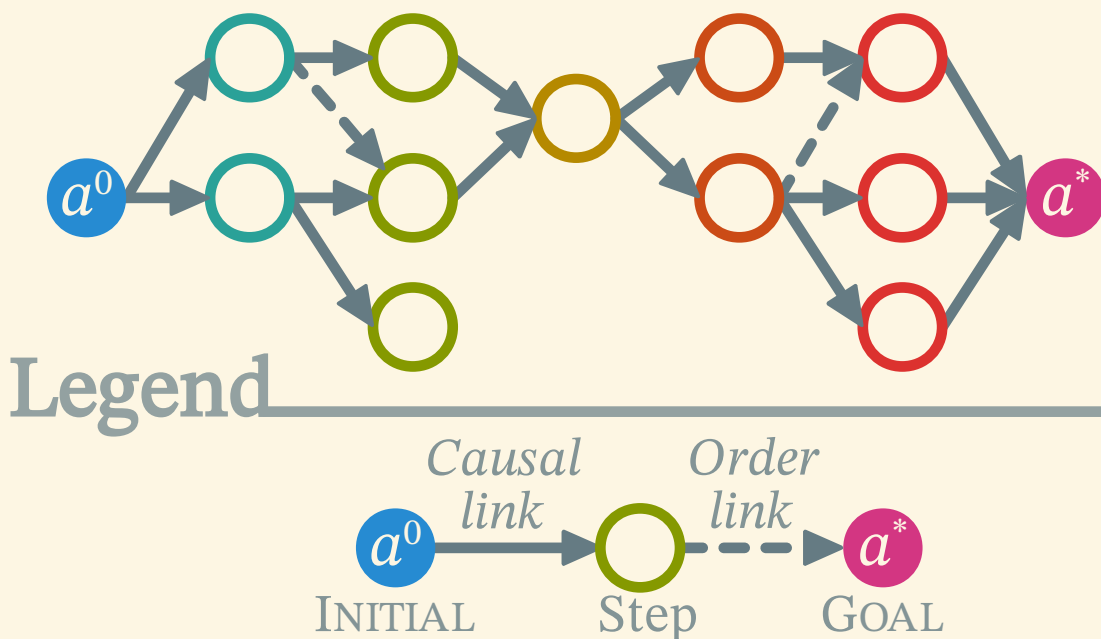 a⁰
a*
Legend
Causal
link
Order
link
a⁰
a*
INITIAL
Step
GOAL